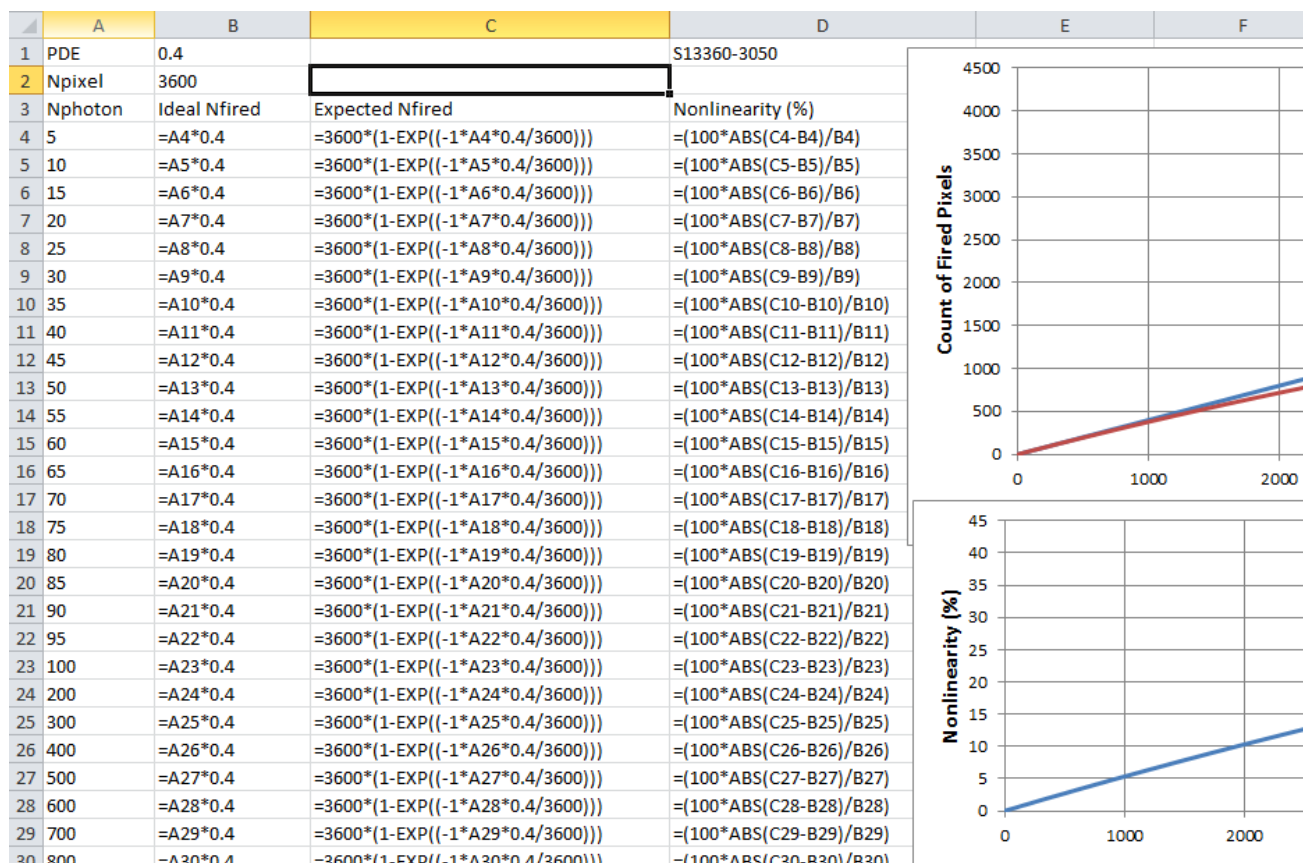 A B C D E F
1 PDE 0.4 S13360-3050
2 Npixel 3600
3 Nphoton Ideal Nfired Expected Nfired Nonlinearity (%)
4 5 =A4*0.4 =3600*(1-EXP((-1*A4*0.4/3600))) =(100*ABS(C4-B4)/B4)
5 10 =A5*0.4 =3600*(1-EXP((-1*A5*0.4/3600))) =(100*ABS(C5-B5)/B5)
6 15 =A6*0.4 =3600*(1-EXP((-1*A6*0.4/3600))) =(100*ABS(C6-B6)/B6)
7 20 =A7*0.4 =3600*(1-EXP((-1*A7*0.4/3600))) =(100*ABS(C7-B7)/B7)
8 25 =A8*0.4 =3600*(1-EXP((-1*A8*0.4/3600))) =(100*ABS(C8-B8)/B8)
9 30 =A9*0.4 =3600*(1-EXP((-1*A9*0.4/3600))) =(100*ABS(C9-B9)/B9)
10 35 =A10*0.4 =3600*(1-EXP((-1*A10*0.4/3600))) =(100*ABS(C10-B10)/B10)
11 40 =A11*0.4 =3600*(1-EXP((-1*A11*0.4/3600))) =(100*ABS(C11-B11)/B11)
12 45 =A12*0.4 =3600*(1-EXP((-1*A12*0.4/3600))) =(100*ABS(C12-B12)/B12)
13 50 =A13*0.4 =3600*(1-EXP((-1*A13*0.4/3600))) =(100*ABS(C13-B13)/B13)
14 55 =A14*0.4 =3600*(1-EXP((-1*A14*0.4/3600))) =(100*ABS(C14-B14)/B14)
15 60 =A15*0.4 =3600*(1-EXP((-1*A15*0.4/3600))) =(100*ABS(C15-B15)/B15)
16 65 =A16*0.4 =3600*(1-EXP((-1*A16*0.4/3600))) =(100*ABS(C16-B16)/B16)
17 70 =A17*0.4 =3600*(1-EXP((-1*A17*0.4/3600))) =(100*ABS(C17-B17)/B17)
18 75 =A18*0.4 =3600*(1-EXP((-1*A18*0.4/3600))) =(100*ABS(C18-B18)/B18)
19 80 =A19*0.4 =3600*(1-EXP((-1*A19*0.4/3600))) =(100*ABS(C19-B19)/B19)
20 85 =A20*0.4 =3600*(1-EXP((-1*A20*0.4/3600))) =(100*ABS(C20-B20)/B20)
21 90 =A21*0.4 =3600*(1-EXP((-1*A21*0.4/3600))) =(100*ABS(C21-B21)/B21)
22 95 =A22*0.4 =3600*(1-EXP((-1*A22*0.4/3600))) =(100*ABS(C22-B22)/B22)
23 100 =A23*0.4 =3600*(1-EXP((-1*A23*0.4/3600))) =(100*ABS(C23-B23)/B23)
24 200 =A24*0.4 =3600*(1-EXP((-1*A24*0.4/3600))) =(100*ABS(C24-B24)/B24)
25 300 =A25*0.4 =3600*(1-EXP((-1*A25*0.4/3600))) =(100*ABS(C25-B25)/B25)
26 400 =A26*0.4 =3600*(1-EXP((-1*A26*0.4/3600))) =(100*ABS(C26-B26)/B26)
27 500 =A27*0.4 =3600*(1-EXP((-1*A27*0.4/3600))) =(100*ABS(C27-B27)/B27)
28 600 =A28*0.4 =3600*(1-EXP((-1*A28*0.4/3600))) =(100*ABS(C28-B28)/B28)
29 700 =A29*0.4 =3600*(1-EXP((-1*A29*0.4/3600))) =(100*ABS(C29-B29)/B29)
30 800 =A30*0.4 =3600*(1-EXP((-1*A30*0.4/3600))) =(100*ABS(C30-B30)/B30)
Count of Fired Pixels
4500
4000
3500
3000
2500
2000
1500
1000
500
0
0 1000 2000
Nonlinearity (%)
45
40
35
30
25
20
15
10
5
0
0 1000 2000